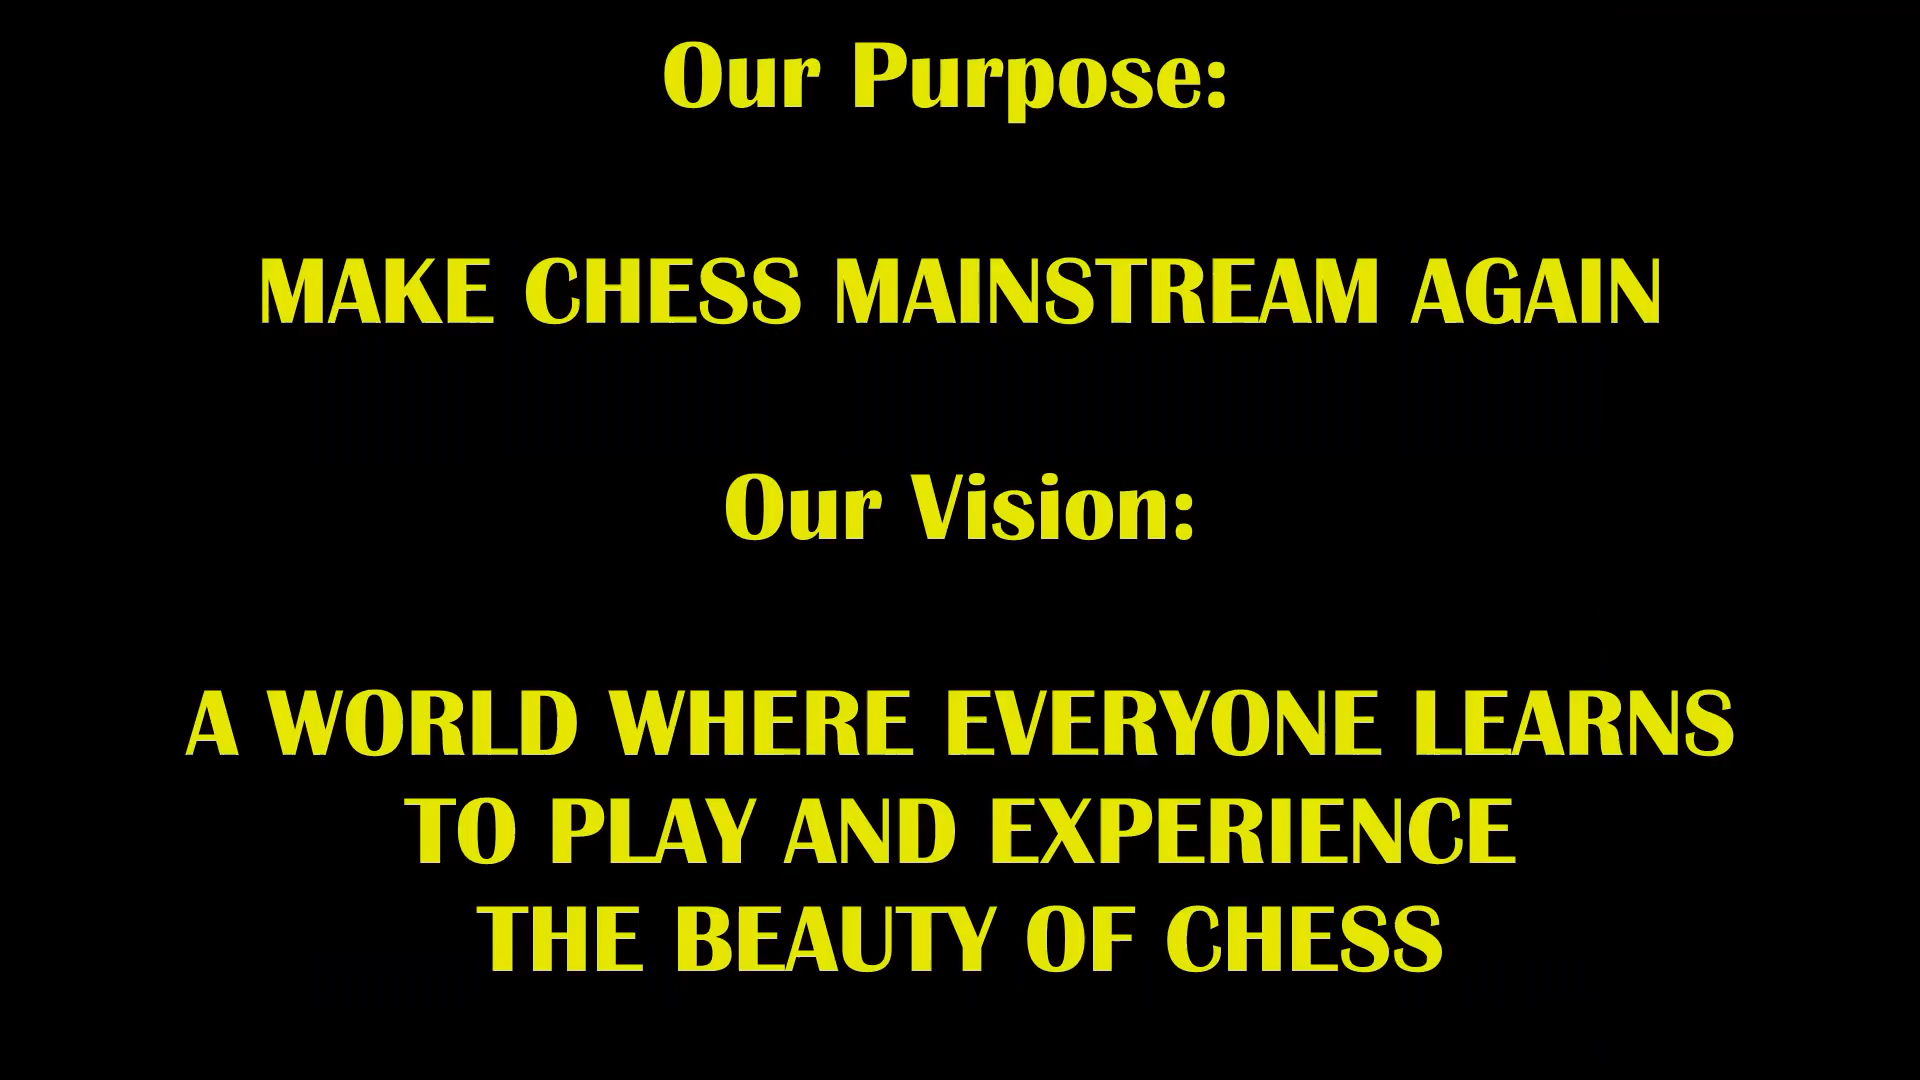 Our Purpose:
MAKE CHESS MAINSTREAM AGAIN
Our Vision:
A WORLD WHERE EVERYONE LEARNS
TO PLAY AND EXPERIENCE
THE BEAUTY OF CHESS